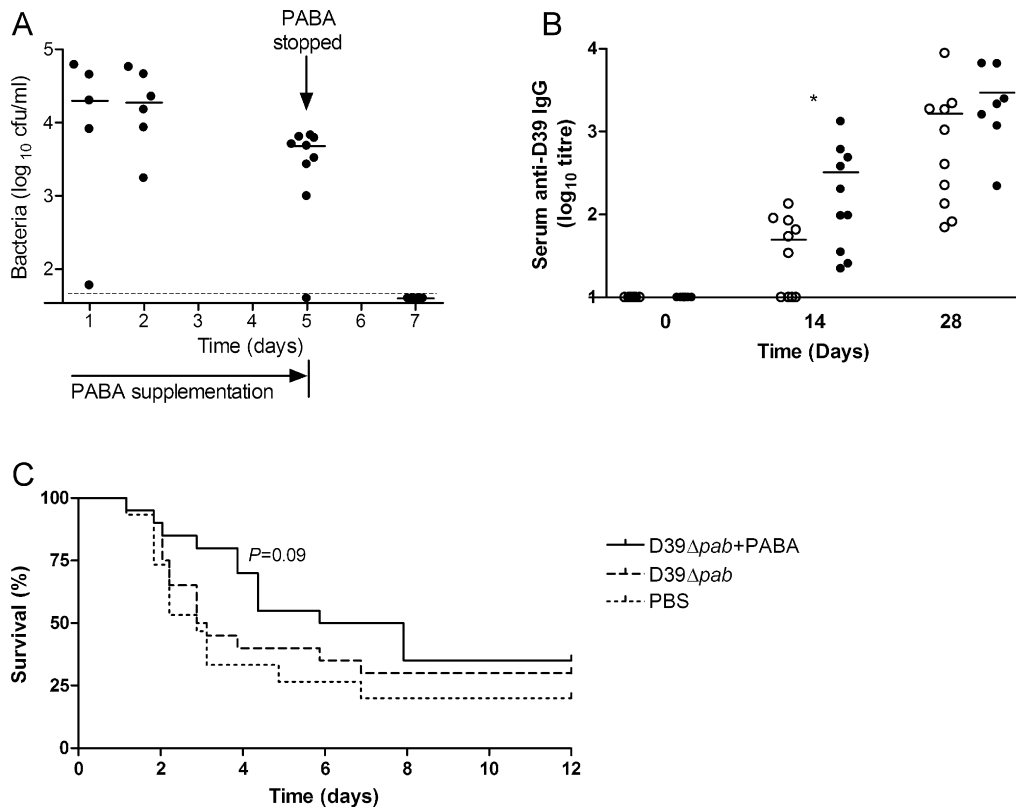 A
PABA
stopped
Bacteria (log 10 cfu/ml)
5
4
3
2
1 2 3 4 5 6 7
Time (days)
PABA supplementation
B
Serum anti-D39 IgG
(log10 titre)
4
3
2
1
*
0 14 28
Time (Days)
C
Survival (%)
100
75
50
25
0
P=0.09
0 2 4 6 8 10 12
Time (days)
D39Δpab+PABA
D39Δpab
PBS